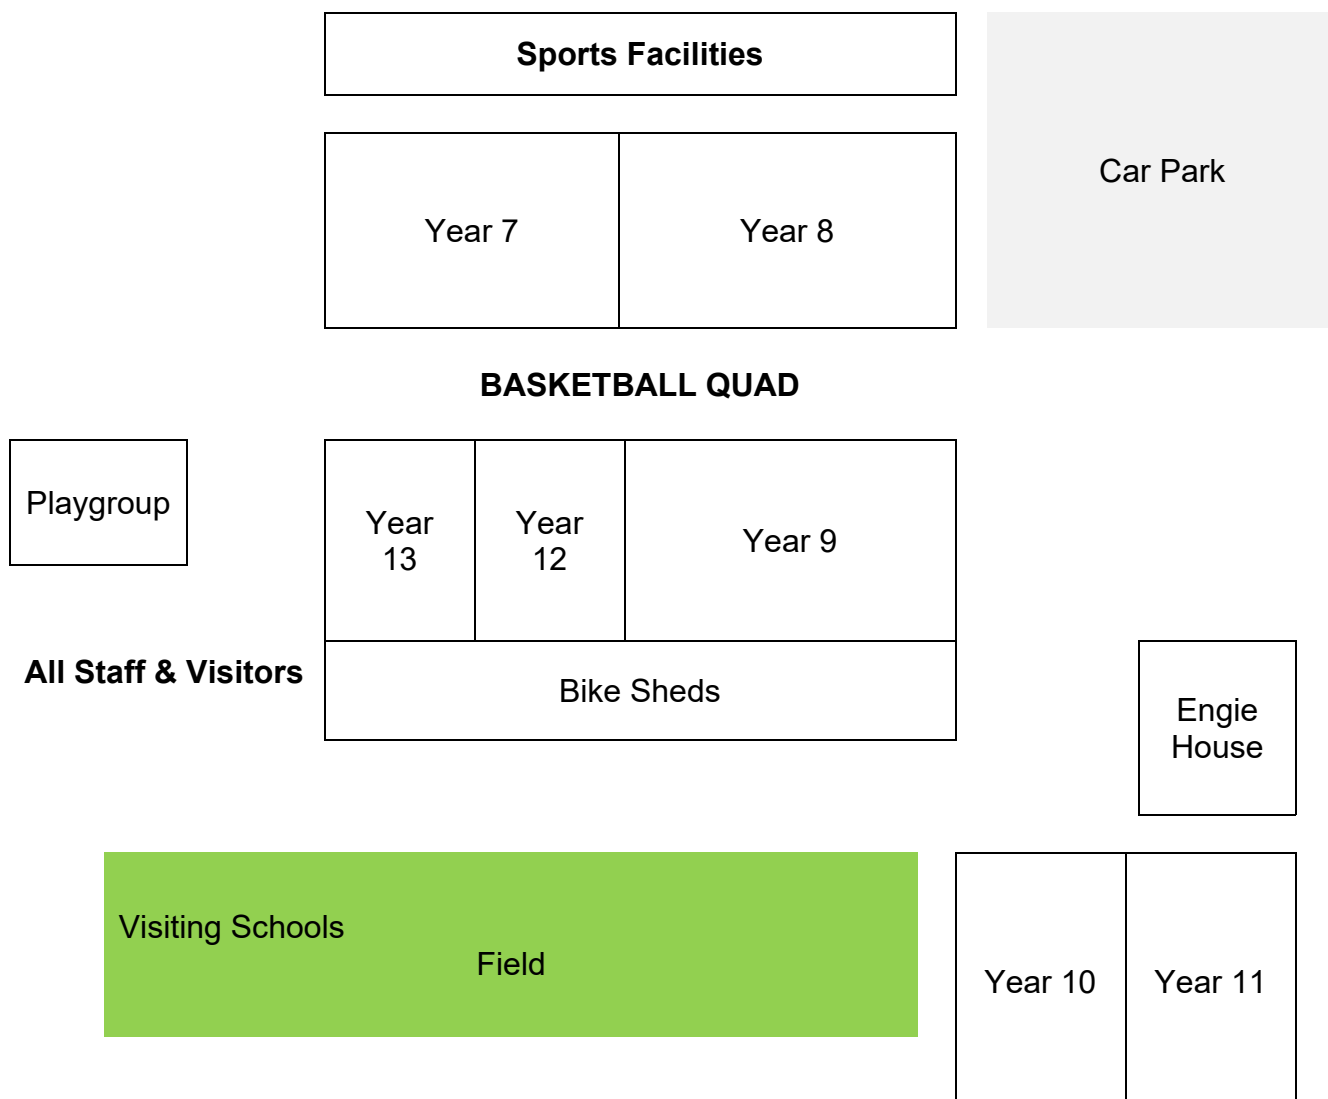 Sports Facilities
Car Park
Year 7
Year 8
BASKETBALL QUAD
Playgroup
Year
13
Year
12
Year 9
All Staff & Visitors
Bike Sheds
Engie
House
Visiting Schools
Field
Year 10
Year 11